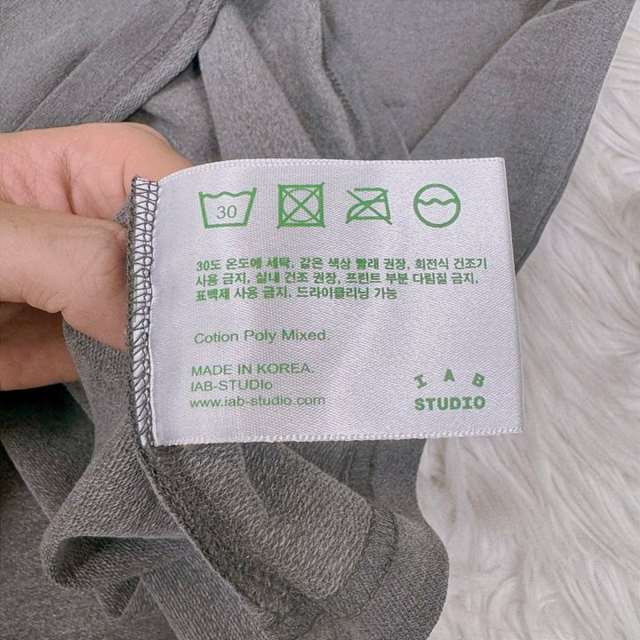 30
30도 온도에 세탁, 같은 색상 빨래 권장, 회전식 건조기
사용 금지, 실내 건조 권장, 프린트 부분 다림질 금지,
표백재 사용 금지, 드라이클리닝 가능
Cotion Poly Mixed.
MADE IN KOREA.
IAB-STUDIo
www.iab-studio.com
I A B
STUDIO